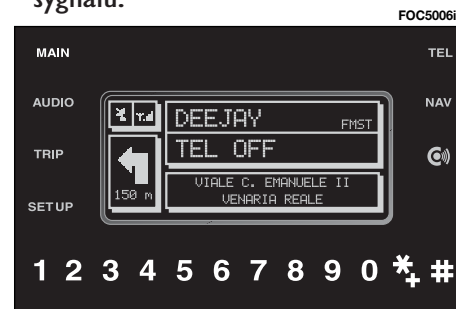 sygnału.
FOC5006i
MAIN TEL
AUDIO NAV
TRIP
SETUP
DEEJAY FMST
TEL OFF
150 m
VIALE C. EMANUELE II
VENARIA REALE
1 2 3 4 5 6 7 8 9 0 *+ #